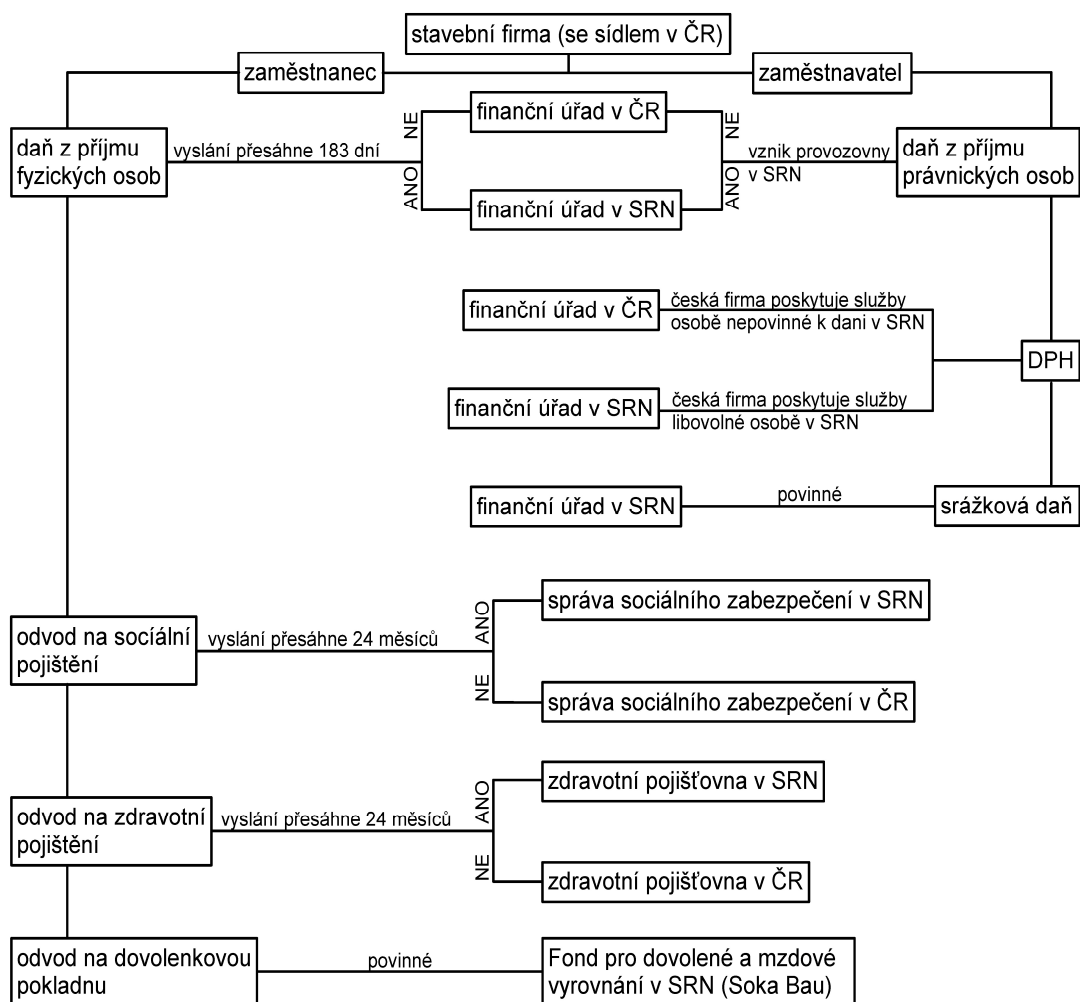 stavební firma (se sídlem v ČR)
zaměstnanec
zaměstnavatel
daň z příjmu
fyzických osob
vyslání přesáhne 183 dní
NE
ANO
finanční úřad v ČR
finanční úřad v SRN
NE
ANO
vznik provozovny
v SRN
daň z příjmu
právnických osob
finanční úřad v ČR
česká firma poskytuje služby
osobě nepovinné k dani v SRN
DPH
finanční úřad v SRN
česká firma poskytuje služby
libovolné osobě v SRN
finanční úřad v SRN
povinné
srážková daň
odvod na socíální
pojištění
vyslání přesáhne 24 měsíců
ANO
NE
správa sociálního zabezpečení v SRN
správa sociálního zabezpečení v ČR
odvod na zdravotní
pojištění
vyslání přesáhne 24 měsíců
ANO
NE
zdravotní pojišťovna v SRN
zdravotní pojišťovna v ČR
odvod na dovolenkovou
pokladnu
povinné
Fond pro dovolené a mzdové
vyrovnání v SRN (Soka Bau)